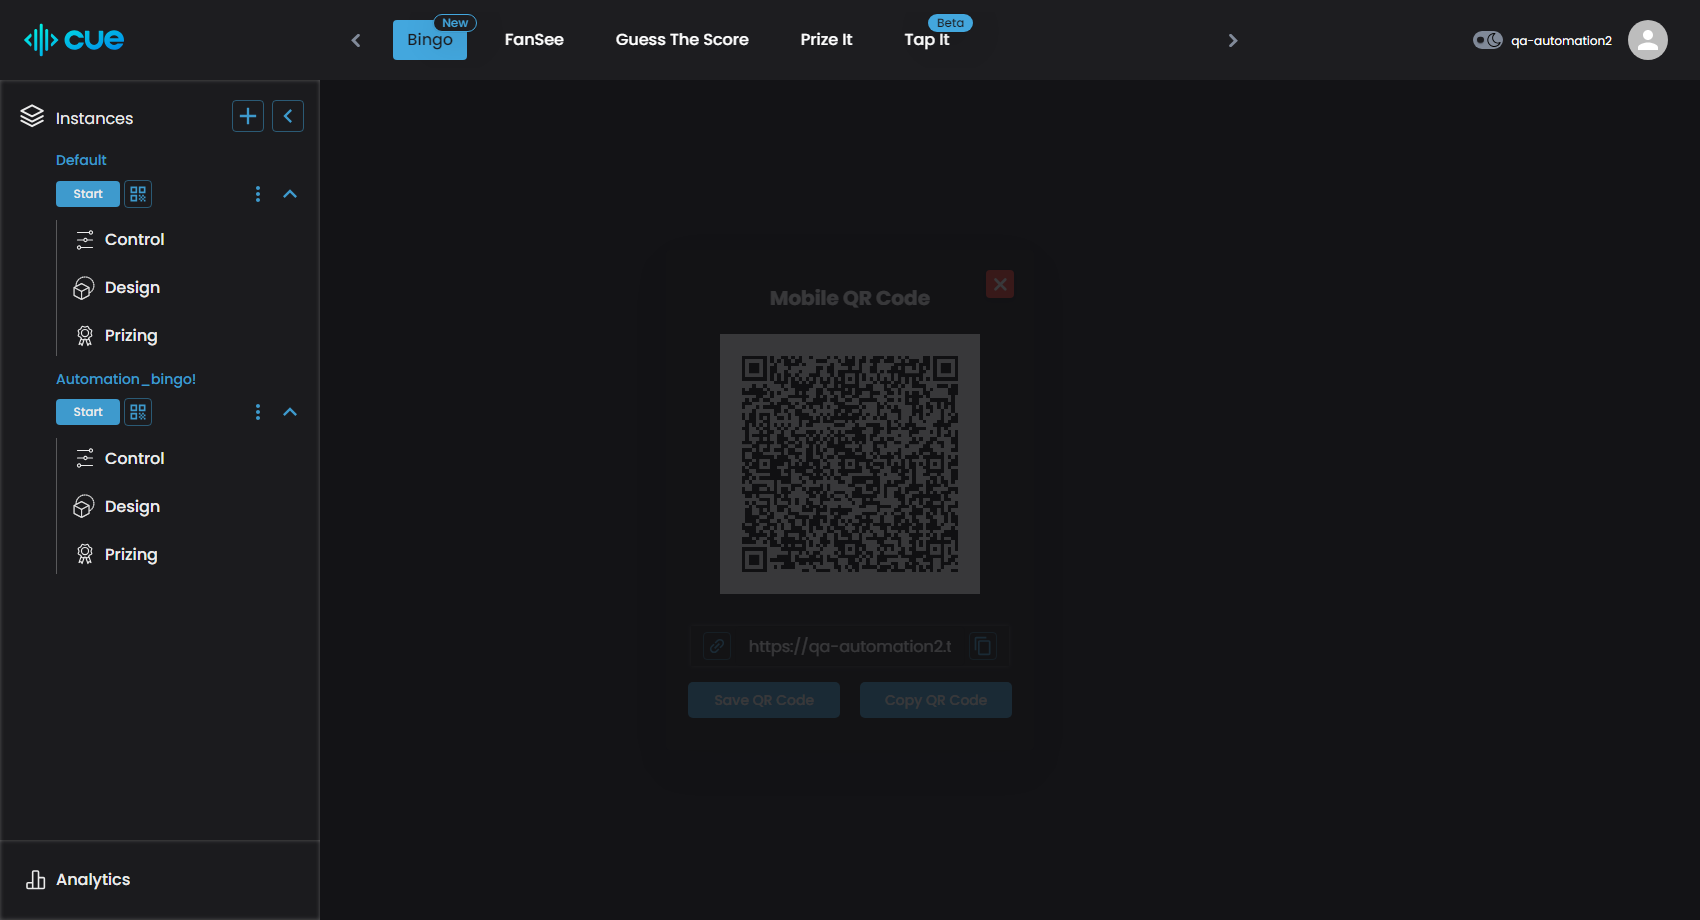 cue
Bingo
New
FanSee
Guess The Score
Prize It
Tap It
Beta
qa-automation2
Instances
Default
Start
Control
Design
Prizing
Automation_bingo!
Start
Control
Design
Prizing
Analytics
Mobile QR Code
https://qa-automation2.t
Save QR Code
Copy QR Code